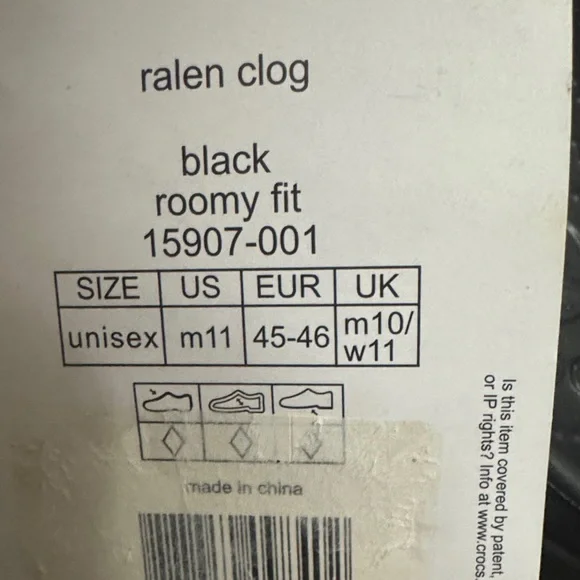 ralen clog
black
roomy fit
15907-001
SIZE US EUR UK
unisex m11 45-46 m10/
w11
made in china
Is this item covered by patent,
or IP rights? Info at www.crocs.